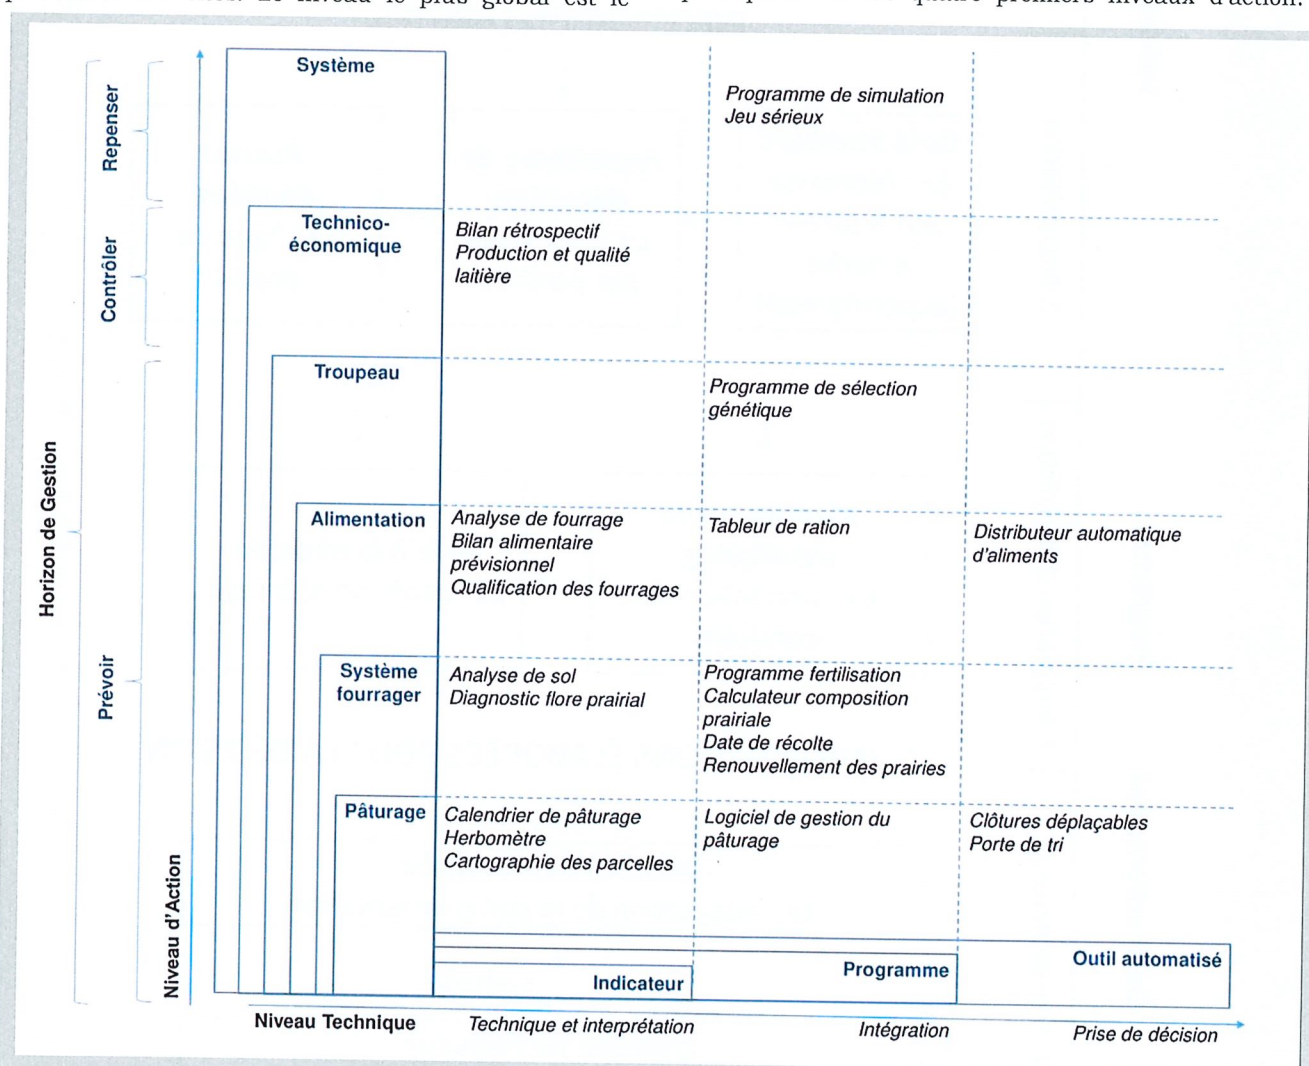 Système
Programme de simulation
Jeu sérieux
Repenser
Technico-
économique
Bilan rétrospectif
Production et qualité
laitière
Contrôler
Troupeau
Programme de sélection
génétique
Horizon de Gestion
Alimentation
Analyse de fourrage
Bilan alimentaire
prévisionnel
Qualification des fourrages
Tableur de ration
Distributeur automatique
d'aliments
Prévoir
Système
fourrager
Analyse de sol
Diagnostic flore prairial
Programme fertilisation
Calculateur composition
prairiale
Date de récolte
Renouvellement des prairies
Pâturage
Calendrier de pâturage
Herbomètre
Cartographie des parcelles
Logiciel de gestion du
pâturage
Clôtures déplaçables
Porte de tri
Niveau d'Action
Indicateur
Programme
Outil automatisé
Niveau Technique
Technique et interprétation
Intégration
Prise de décision